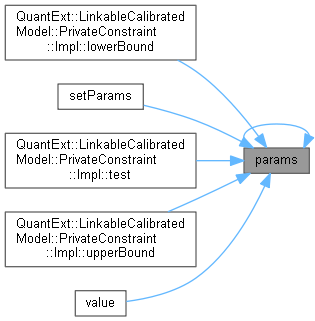 QuantExt::LinkableCalibrated
Model::PrivateConstraint
::Impl::lowerBound
setParams
QuantExt::LinkableCalibrated
Model::PrivateConstraint
::Impl::test
params
QuantExt::LinkableCalibrated
Model::PrivateConstraint
::Impl::upperBound
value